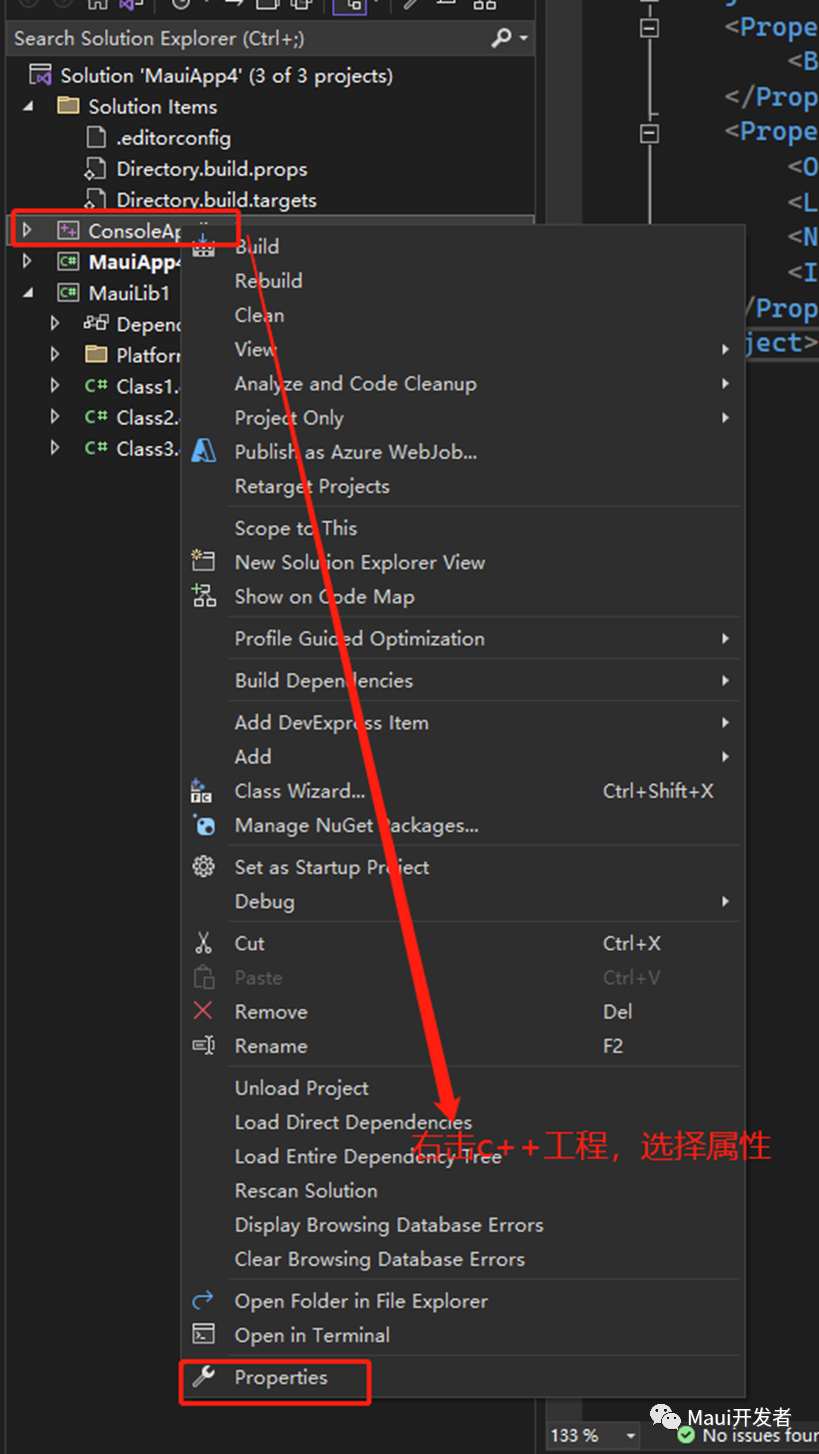 Search Solution Explorer (Ctrl+;)
Solution 'MauiApp4' (3 of 3 projects)
Solution Items
.editorconfig
Directory.build.props
Directory.build.targets
MauiApp4
MauiLib1
Build
Rebuild
Clean
View
Analyze and Code Cleanup
Project Only
Publish as Azure WebJob...
Retarget Projects
Scope to This
New Solution Explorer View
Show on Code Map
Profile Guided Optimization
Build Dependencies
Add DevExpress Item
Add
Class Wizard... Ctrl+Shift+X
Manage NuGet Packages...
Set as Startup Project
Debug
Cut Ctrl+X
Paste Ctrl+V
Remove Del
Rename F2
Unload Project
Load Direct Dependencies
右击c++工程，选择属性
Load Entire Dependency Tree
Rescan Solution
Display Browsing Database Errors
Clear Browsing Database Errors
Open Folder in File Explorer
Open in Terminal
Properties
C# Class1.
C# Class2.
C# Class3.
<Prope
<B
</Prop
<Prope
<O
<L
<N
<I
/Prop
ject>
Maui开发者
133 %
No issues foun